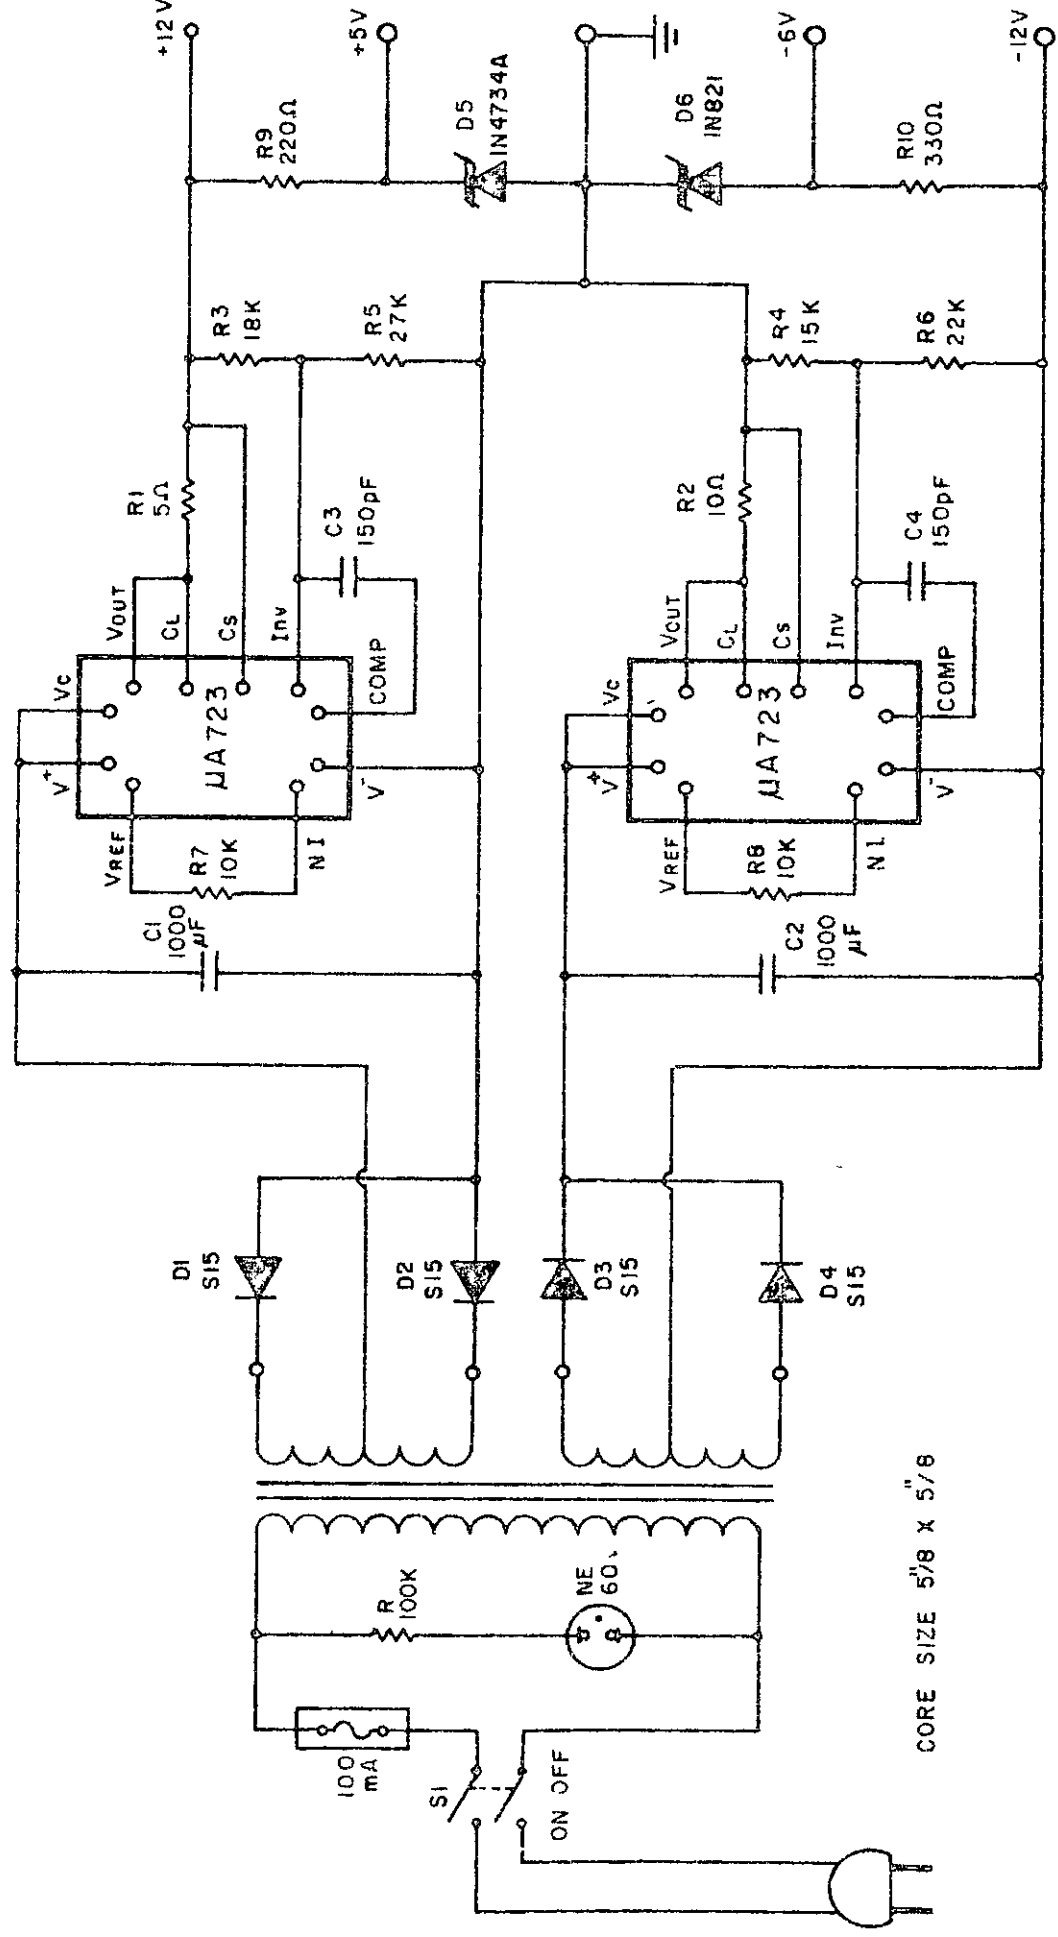 +12V
+5V
-6V
-12V
R9
220Ω
D5
1N4734A
D6
1N821
R10
330Ω
R3
18K
R5
27K
R4
15K
R6
22K
R1
5Ω
C3
150pF
R2
10Ω
C4
150pF
VOUT
CL
CS
Inv
COMP
VC
V+
μA723
V-
VREF
R7
10K
NI
C1
1000
μF
VOUT
CL
CS
Inv
COMP
VC
V+
μA723
V-
VREF
R8
10K
NI
C2
1000
μF
D1
S15
D2
S15
D3
S15
D4
S15
R
100K
NE
100
mA
S1
ON OFF
CORE SIZE 5/8" X 5/8"